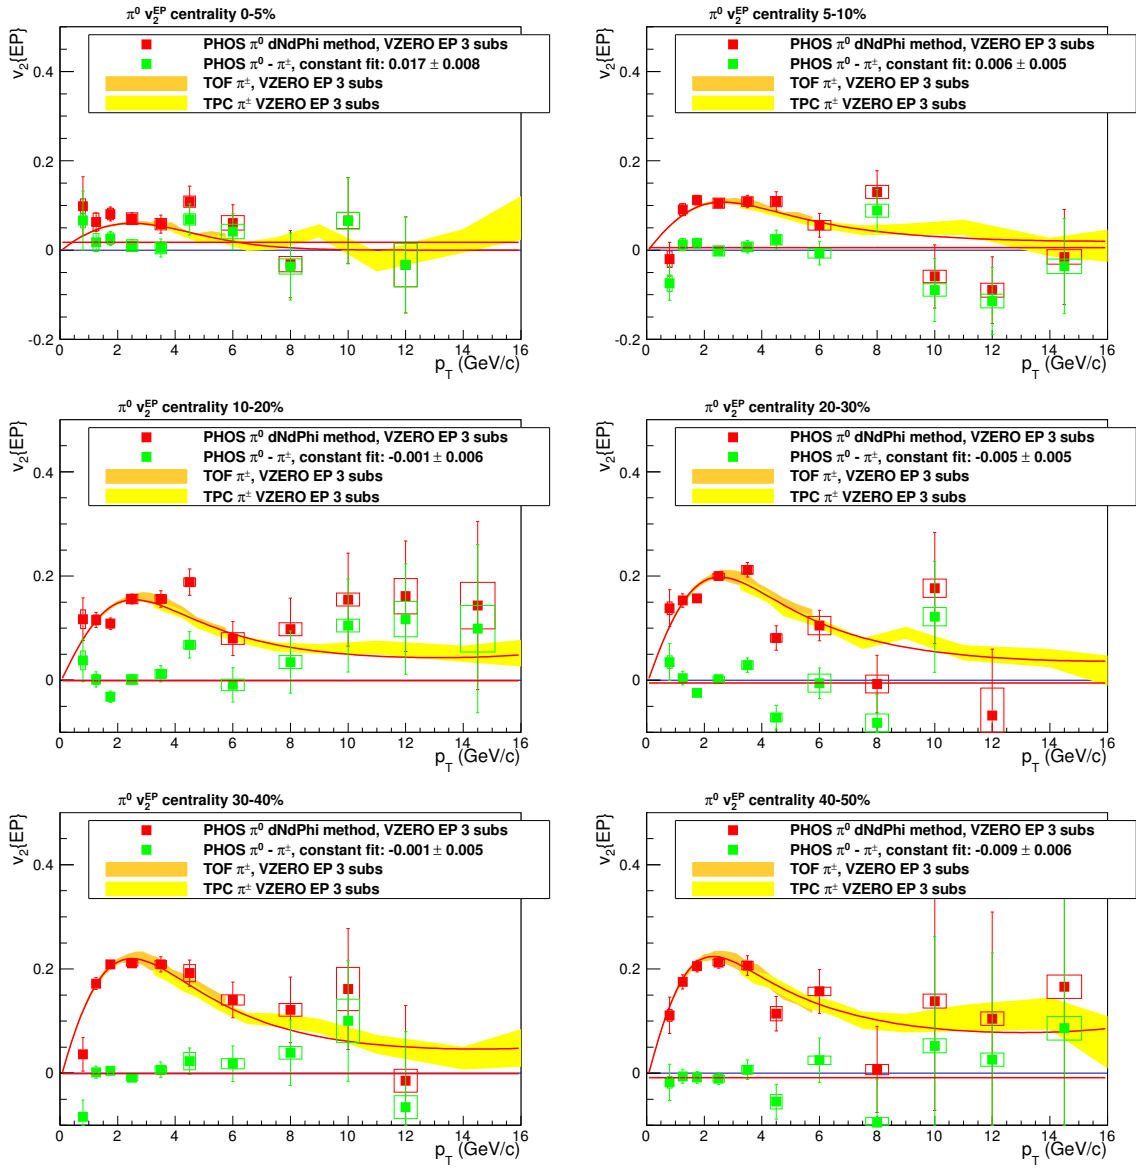 π⁰ v₂ᴱᴾ centrality 0-5%
v₂{EP}
PHOS π⁰ dNdPhi method, VZERO EP 3 subs
PHOS π⁰ - π±, constant fit: 0.017 ± 0.008
TOF π±, VZERO EP 3 subs
TPC π± VZERO EP 3 subs
0.4
0.2
0
-0.2
0 2 4 6 8 10 12 14 16
p_T (GeV/c)
π⁰ v₂ᴱᴾ centrality 5-10%
v₂{EP}
PHOS π⁰ dNdPhi method, VZERO EP 3 subs
PHOS π⁰ - π±, constant fit: 0.006 ± 0.005
TOF π±, VZERO EP 3 subs
TPC π± VZERO EP 3 subs
0.4
0.2
0
-0.2
0 2 4 6 8 10 12 14 16
p_T (GeV/c)
π⁰ v₂ᴱᴾ centrality 10-20%
v₂{EP}
PHOS π⁰ dNdPhi method, VZERO EP 3 subs
PHOS π⁰ - π±, constant fit: -0.001 ± 0.006
TOF π±, VZERO EP 3 subs
TPC π± VZERO EP 3 subs
0.4
0.2
0
0 2 4 6 8 10 12 14 16
p_T (GeV/c)
π⁰ v₂ᴱᴾ centrality 20-30%
v₂{EP}
PHOS π⁰ dNdPhi method, VZERO EP 3 subs
PHOS π⁰ - π±, constant fit: -0.005 ± 0.005
TOF π±, VZERO EP 3 subs
TPC π± VZERO EP 3 subs
0.4
0.2
0
0 2 4 6 8 10 12 14 16
p_T (GeV/c)
π⁰ v₂ᴱᴾ centrality 30-40%
v₂{EP}
PHOS π⁰ dNdPhi method, VZERO EP 3 subs
PHOS π⁰ - π±, constant fit: -0.001 ± 0.005
TOF π±, VZERO EP 3 subs
TPC π± VZERO EP 3 subs
0.4
0.2
0
0 2 4 6 8 10 12 14 16
p_T (GeV/c)
π⁰ v₂ᴱᴾ centrality 40-50%
v₂{EP}
PHOS π⁰ dNdPhi method, VZERO EP 3 subs
PHOS π⁰ - π±, constant fit: -0.009 ± 0.006
TOF π±, VZERO EP 3 subs
TPC π± VZERO EP 3 subs
0.4
0.2
0
0 2 4 6 8 10 12 14 16
p_T (GeV/c)